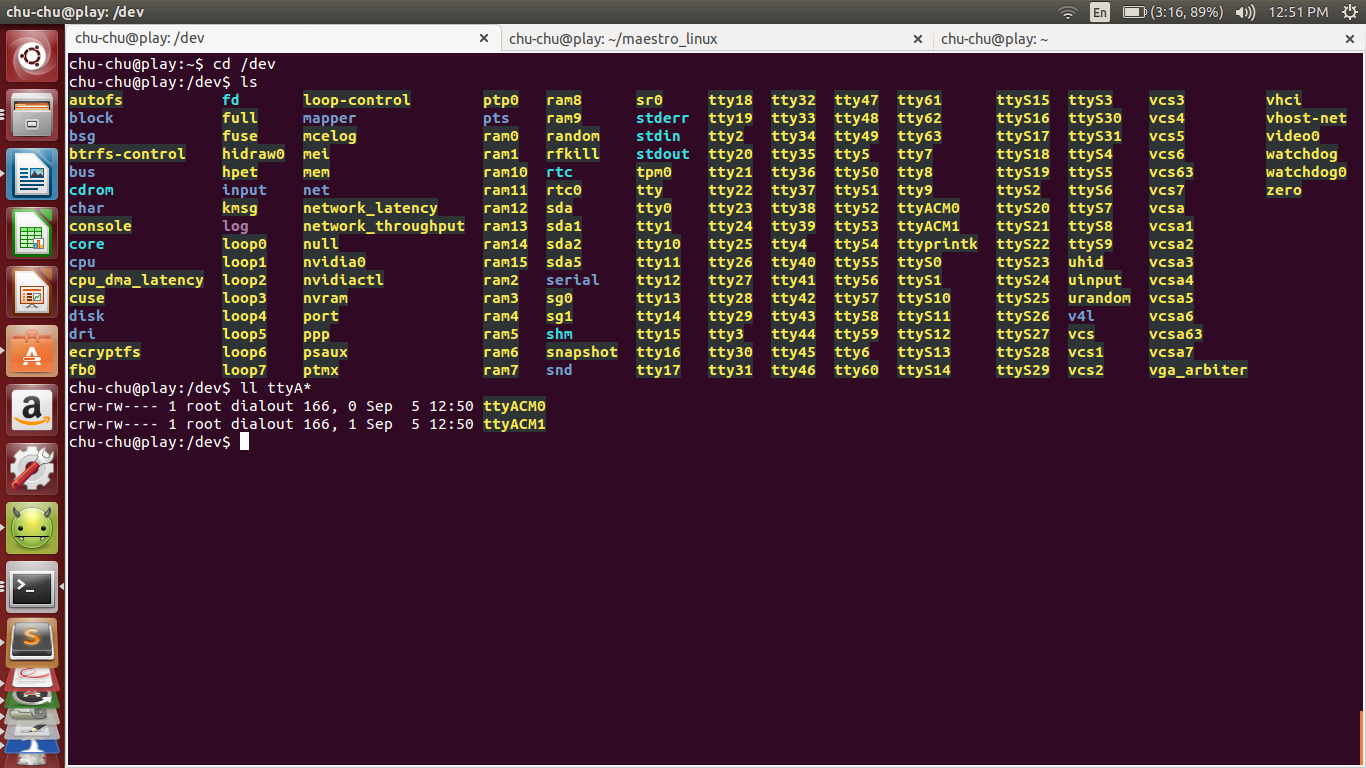 chu-chu@play: /dev
En (3:16, 89%) 12:51 PM
chu-chu@play: /dev × chu-chu@play: ~/maestro_linux × chu-chu@play: ~ ×
chu-chu@play:~$ cd /dev
chu-chu@play:/dev$ ls
autofs fd loop-control ptp0 ram8 sr0 tty18 tty32 tty47 tty61 ttyS15 ttyS3 vcs3 vhci
block full mapper pts ram9 stderr tty19 tty33 tty48 tty62 ttyS16 ttyS30 vcs4 vhost-net
bsg fuse mcelog ram0 random stdin tty2 tty34 tty49 tty63 ttyS17 ttyS31 vcs5 video0
btrfs-control hidraw0 mei ram1 rfkill stdout tty20 tty35 tty5 tty7 ttyS18 ttyS4 vcs6 watchdog
bus hpet mem ram10 rtc tpm0 tty21 tty36 tty50 tty8 ttyS19 ttyS5 vcs63 watchdog0
cdrom input net ram11 rtc0 tty tty22 tty37 tty51 tty9 ttyS2 ttyS6 vcs7 zero
char kmsg network_latency ram12 sda tty0 tty23 tty38 tty52 ttyACM0 ttyS20 ttyS7 vcsa
console log network_throughput ram13 sda1 tty1 tty24 tty39 tty53 ttyACM1 ttyS21 ttyS8 vcsa1
core loop0 null ram14 sda2 tty10 tty25 tty4 tty54 ttyprintk ttyS22 ttyS9 vcsa2
cpu loop1 nvidia0 ram15 sda5 tty11 tty26 tty40 tty55 ttyS0 ttyS23 uhid vcsa3
cpu_dma_latency loop2 nvidiactl ram2 serial tty12 tty27 tty41 tty56 ttyS1 ttyS24 uinput vcsa4
cuse loop3 nvram ram3 sg0 tty13 tty28 tty42 tty57 ttyS10 ttyS25 urandom vcsa5
disk loop4 port ram4 sg1 tty14 tty29 tty43 tty58 ttyS11 ttyS26 v4l vcsa6
dri loop5 ppp ram5 shm tty15 tty3 tty44 tty59 ttyS12 ttyS27 vcs vcsa63
ecryptfs loop6 psaux ram6 snapshot tty16 tty30 tty45 tty6 ttyS13 ttyS28 vcs1 vcsa7
fb0 loop7 ptmx ram7 snd tty17 tty31 tty46 tty60 ttyS14 ttyS29 vcs2 vga_arbiter
chu-chu@play:/dev$ ll ttyA*
crw-rw---- 1 root dialout 166, 0 Sep  5 12:50 ttyACM0
crw-rw---- 1 root dialout 166, 1 Sep  5 12:50 ttyACM1
chu-chu@play:/dev$